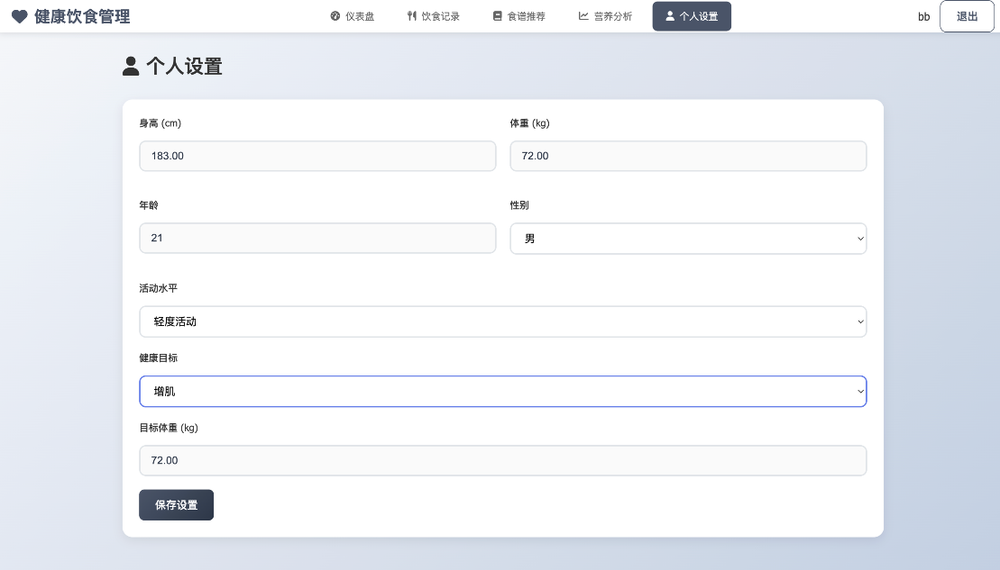 健康饮食管理
仪表盘
饮食记录
食谱推荐
营养分析
个人设置
bb
退出
个人设置
身高 (cm)
体重 (kg)
183.00
72.00
年龄
性别
21
男
活动水平
轻度活动
健康目标
增肌
目标体重 (kg)
72.00
保存设置